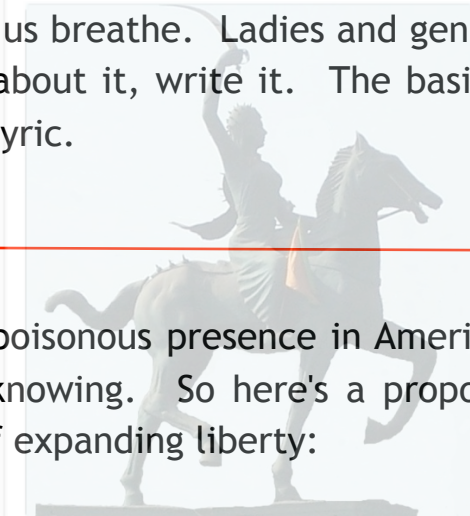 us breathe. Ladies and gen
about it, write it. The basi
yric.
poisonous presence in Ameri
knowing. So here's a propo
f expanding liberty: